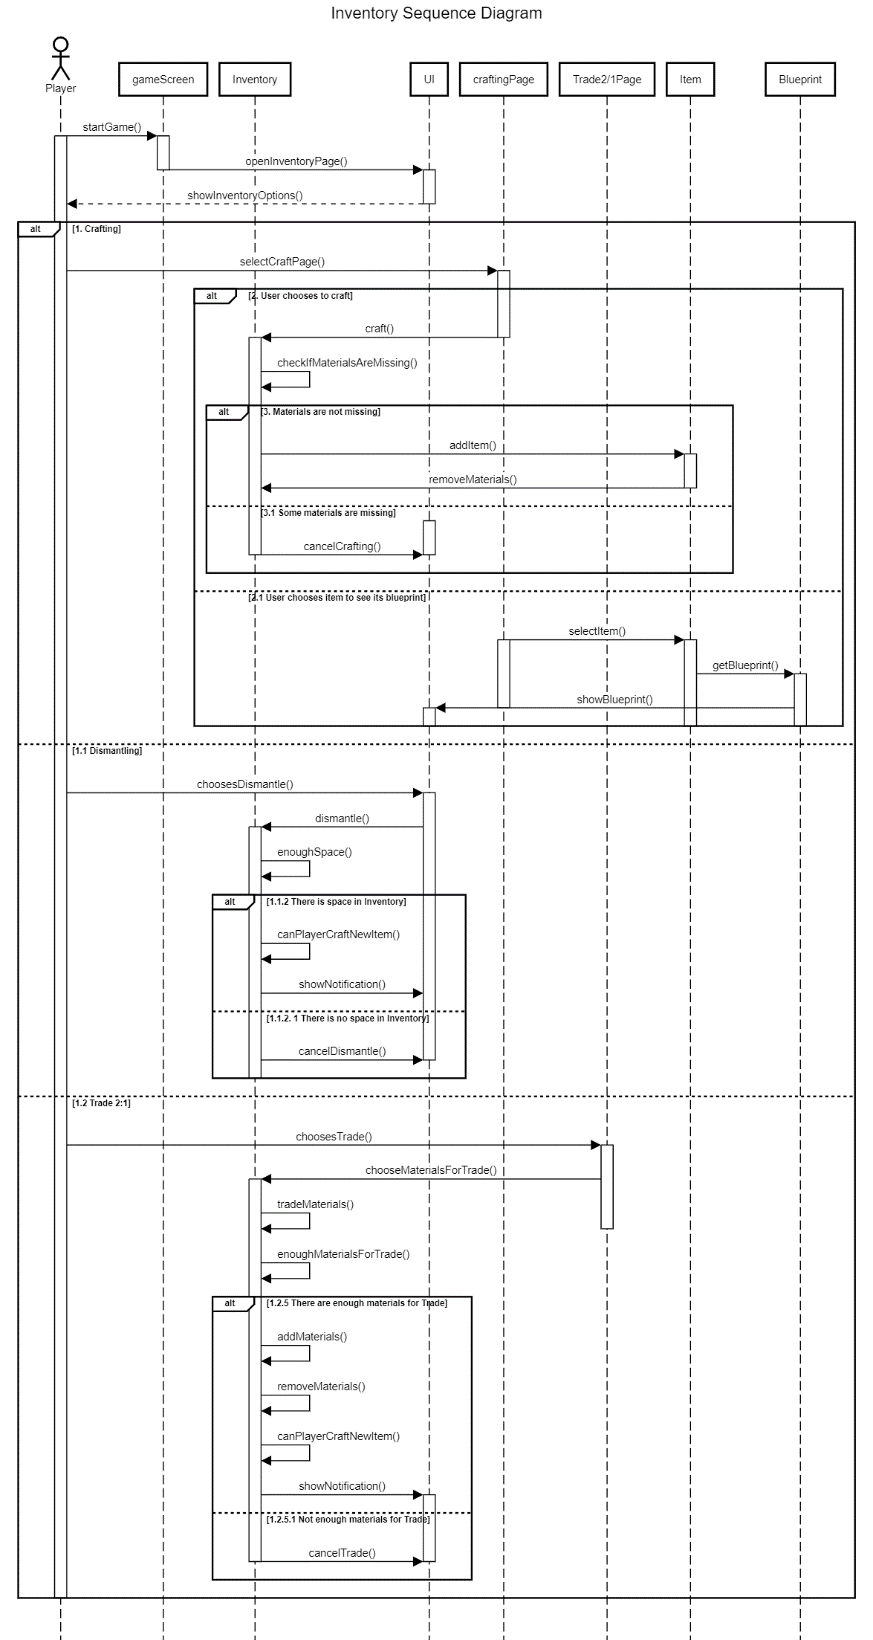 Inventory Sequence Diagram
Player
gameScreen
Inventory
UI
craftingPage
Trade2/1Page
Item
Blueprint
startGame()
openInventoryPage()
showInventoryOptions()
alt
[1. Crafting]
selectCraftPage()
alt
[2. User chooses to craft]
craft()
checkIfMaterialsAreMissing()
alt
[3. Materials are not missing]
addItem()
removeMaterials()
[3.1 Some materials are missing]
cancelCrafting()
[2.1 User chooses item to see its blueprint]
selectItem()
getBlueprint()
showBlueprint()
[1.1 Dismantling]
choosesDismantle()
dismantle()
enoughSpace()
alt
[1.1.2 There is space in Inventory]
canPlayerCraftNewItem()
showNotification()
[1.1.2. 1 There is no space in Inventory]
cancelDismantle()
[1.2 Trade 2:1]
choosesTrade()
chooseMaterialsForTrade()
tradeMaterials()
enoughMaterialsForTrade()
alt
[1.2.5 There are enough materials for Trade]
addMaterials()
removeMaterials()
canPlayerCraftNewItem()
showNotification()
[1.2.5.1 Not enough materials for Trade]
cancelTrade()